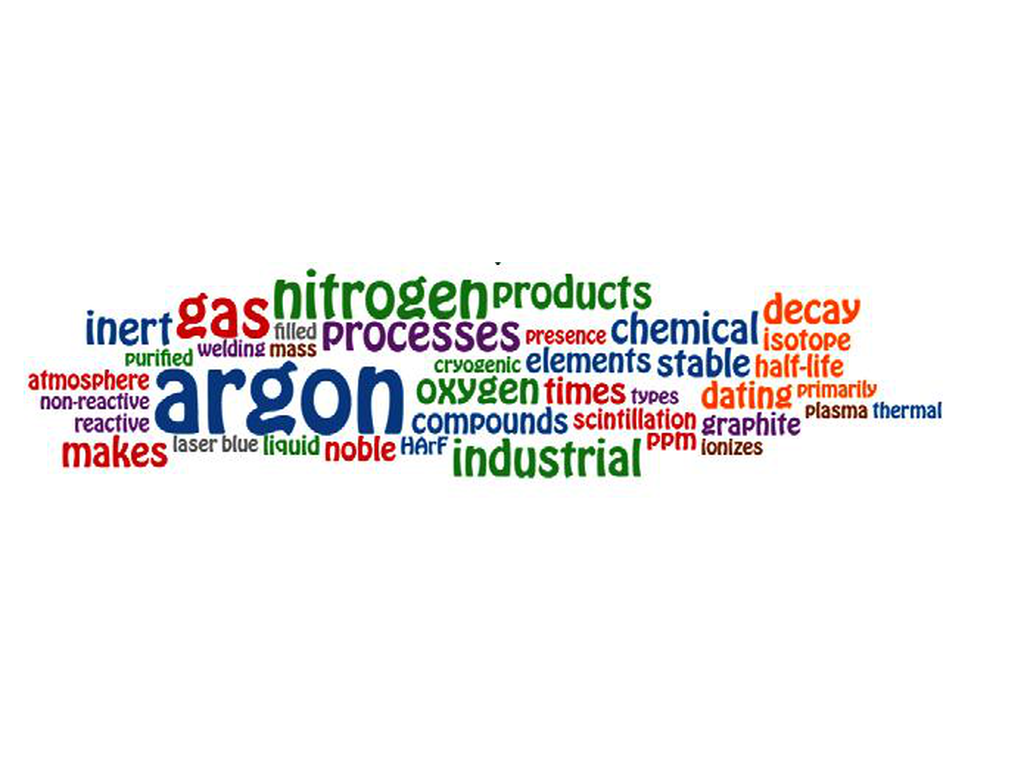 nitrogen products
inert gas filled processes presence chemical decay
purified welding mass cryogenic elements stable isotope
atmosphere argon oxygen times types half-life
non-reactive dating primarily
reactive compounds scintillation graphite plasma thermal
makes laser blue liquid noble HArF industrial ppm ionizes